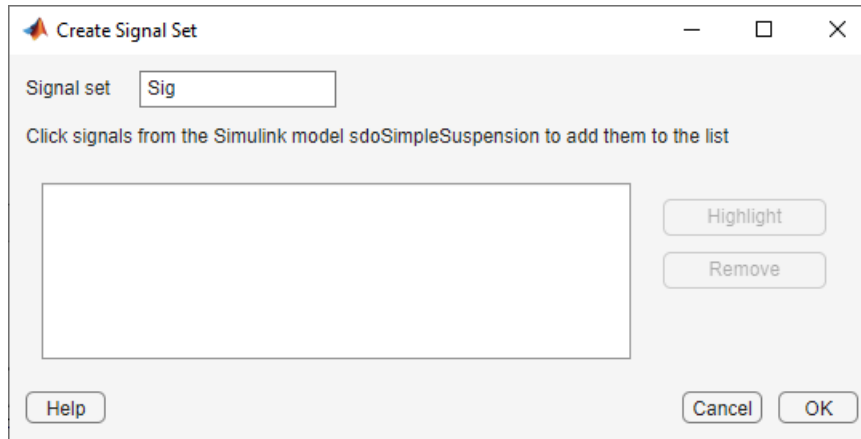 Create Signal Set
Signal set Sig
Click signals from the Simulink model sdoSimpleSuspension to add them to the list
Highlight
Remove
Help Cancel OK